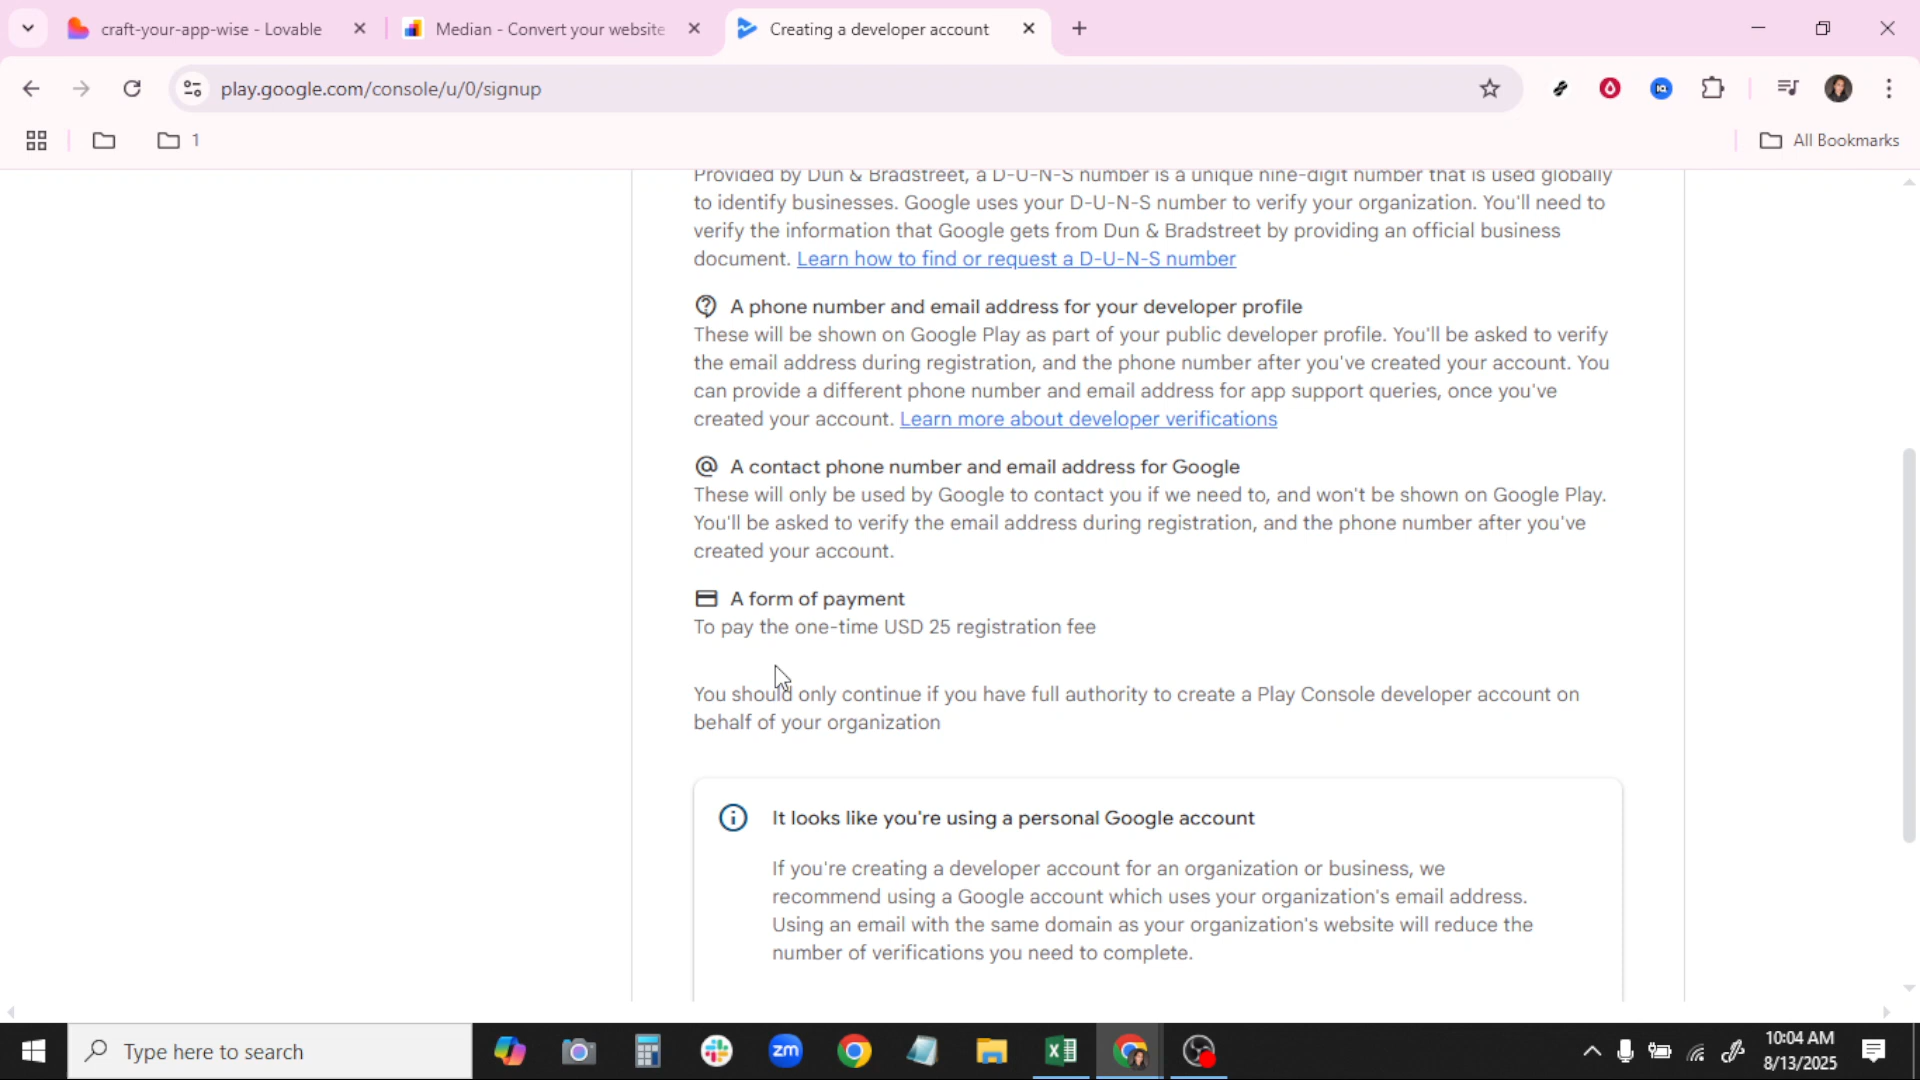 craft-your-app-wise - Lovable
Median - Convert your website
Creating a developer account
play.google.com/console/u/0/signup
1
All Bookmarks
Provided by Dun & Bradstreet, a D-U-N-S number is a unique nine-digit number that is used globally
to identify businesses. Google uses your D-U-N-S number to verify your organization. You'll need to
verify the information that Google gets from Dun & Bradstreet by providing an official business
document. Learn how to find or request a D-U-N-S number
A phone number and email address for your developer profile
These will be shown on Google Play as part of your public developer profile. You'll be asked to verify
the email address during registration, and the phone number after you've created your account. You
can provide a different phone number and email address for app support queries, once you've
created your account. Learn more about developer verifications
A contact phone number and email address for Google
These will only be used by Google to contact you if we need to, and won't be shown on Google Play.
You'll be asked to verify the email address during registration, and the phone number after you've
created your account.
A form of payment
To pay the one-time USD 25 registration fee
You should only continue if you have full authority to create a Play Console developer account on
behalf of your organization
It looks like you're using a personal Google account
If you're creating a developer account for an organization or business, we
recommend using a Google account which uses your organization's email address.
Using an email with the same domain as your organization's website will reduce the
number of verifications you need to complete.
Type here to search
zm
10:04 AM
8/13/2025